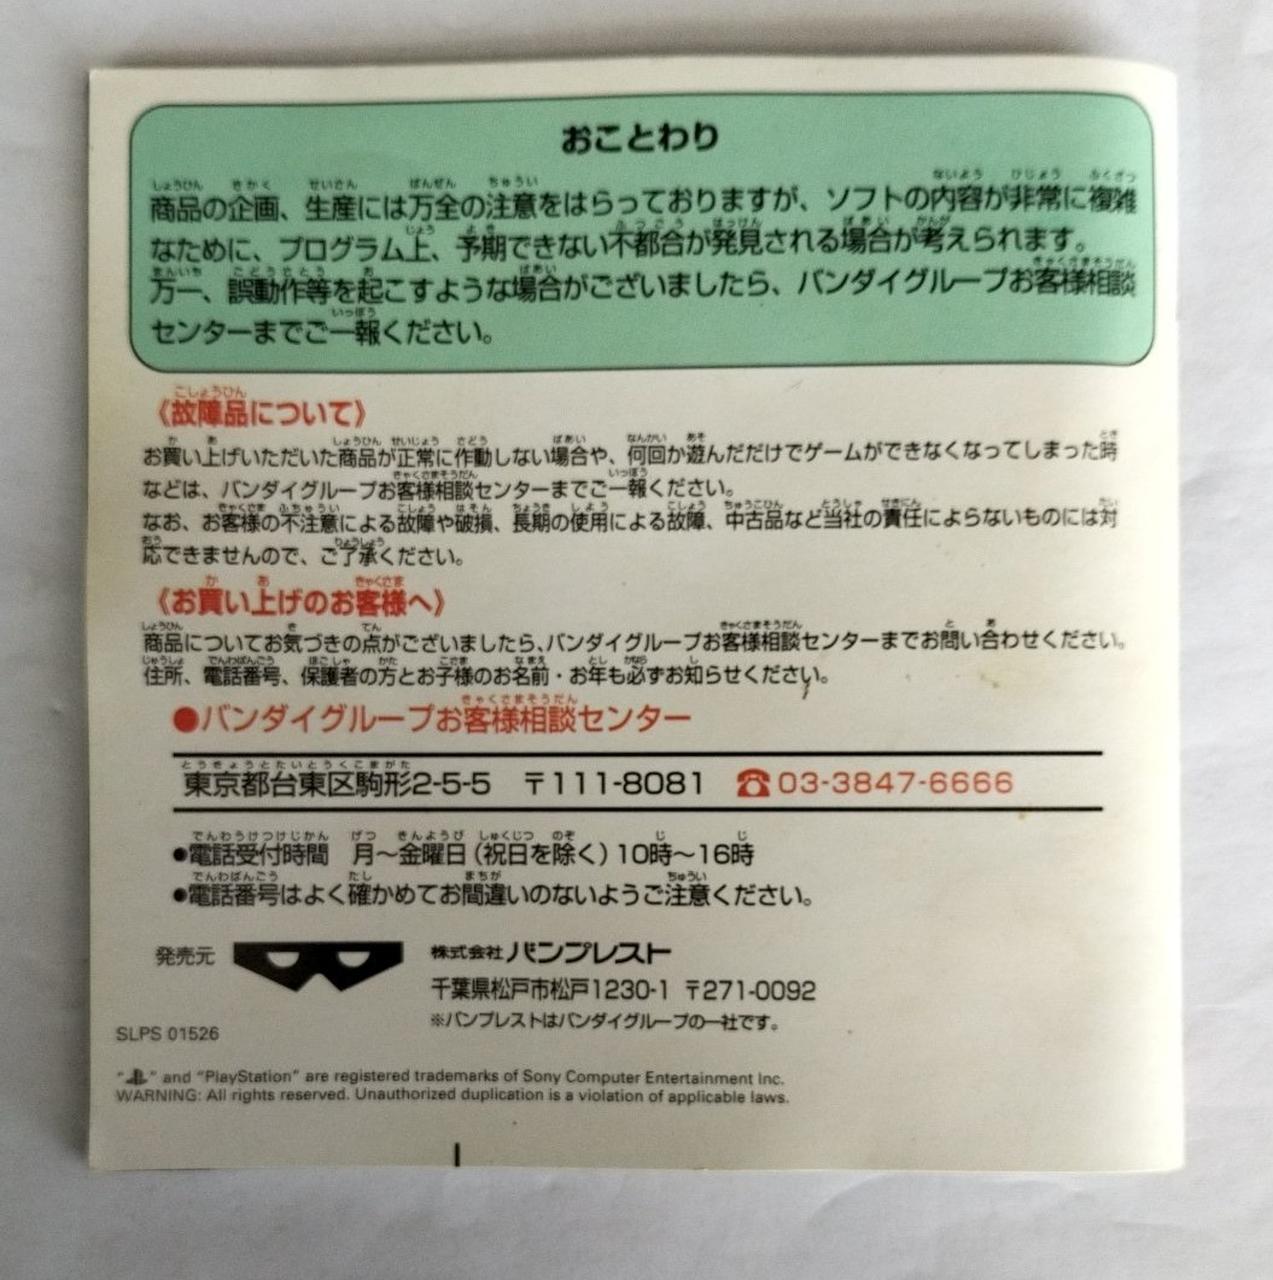 おことわり
商品の企画、生産には万全の注意をはらっておりますが、ソフトの内容が非常に複雑
なために、プログラム上、予期できない不都合が発見される場合が考えられます。
万一、誤動作等を起こすような場合がございましたら、バンダイグループお客様相談
センターまでご一報ください。
《故障品について》
お買い上げいただいた商品が正常に作動しない場合や、何回か遊んだだけでゲームができなくなってしまった時
などは、バンダイグループお客様相談センターまでご一報ください。
なお、お客様の不注意による故障や破損、長期の使用による故障、中古品など当社の責任によらないものには対
応できませんので、ご了承ください。
《お買い上げのお客様へ》
商品についてお気づきの点がございましたら、バンダイグループお客様相談センターまでお問い合わせください。
住所、電話番号、保護者の方とお子様のお名前・お年も必ずお知らせください。
●バンダイグループお客様相談センター
東京都台東区駒形2-5-5 〒111-8081 ☎03-3847-6666
●電話受付時間 月～金曜日(祝日を除く)10時～16時
●電話番号はよく確かめてお間違いのないようご注意ください。
発売元 株式会社バンプレスト
千葉県松戸市松戸1230-1 〒271-0092
※バンプレストはバンダイグループの一社です。
SLPS 01526
" " and "PlayStation" are registered trademarks of Sony Computer Entertainment Inc.
WARNING: All rights reserved. Unauthorized duplication is a violation of applicable laws.